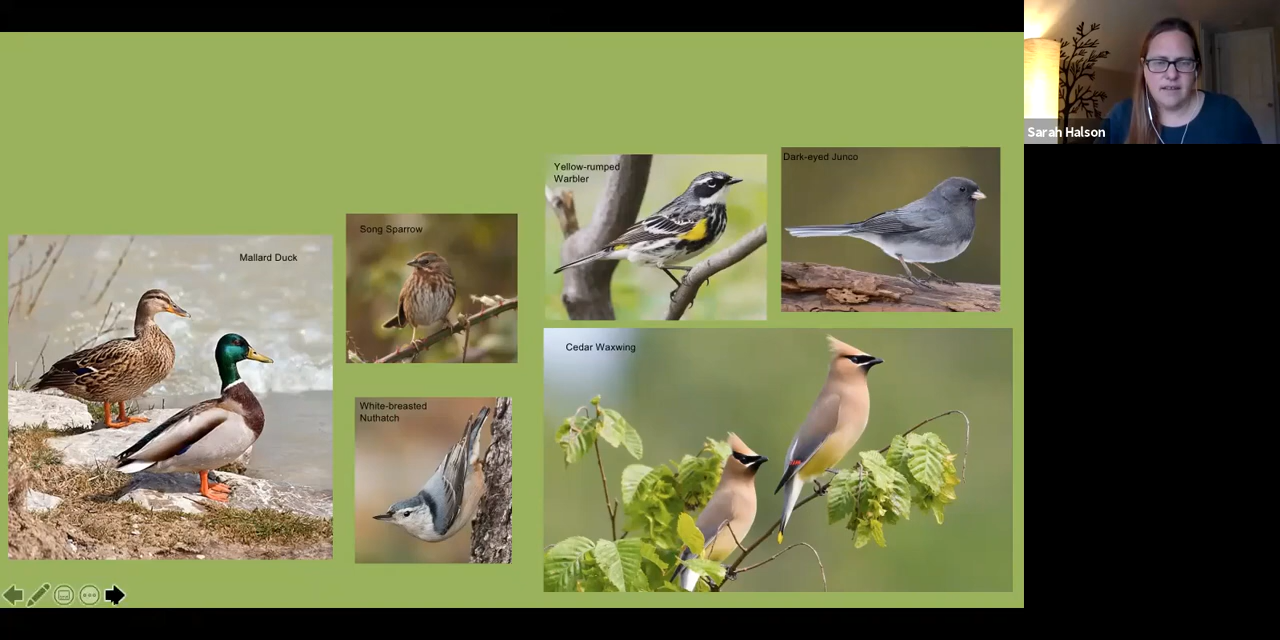 Mallard Duck
Song Sparrow
White-breasted
Nuthatch
Yellow-rumped
Warbler
Dark-eyed Junco
Cedar Waxwing
Sarah Halson